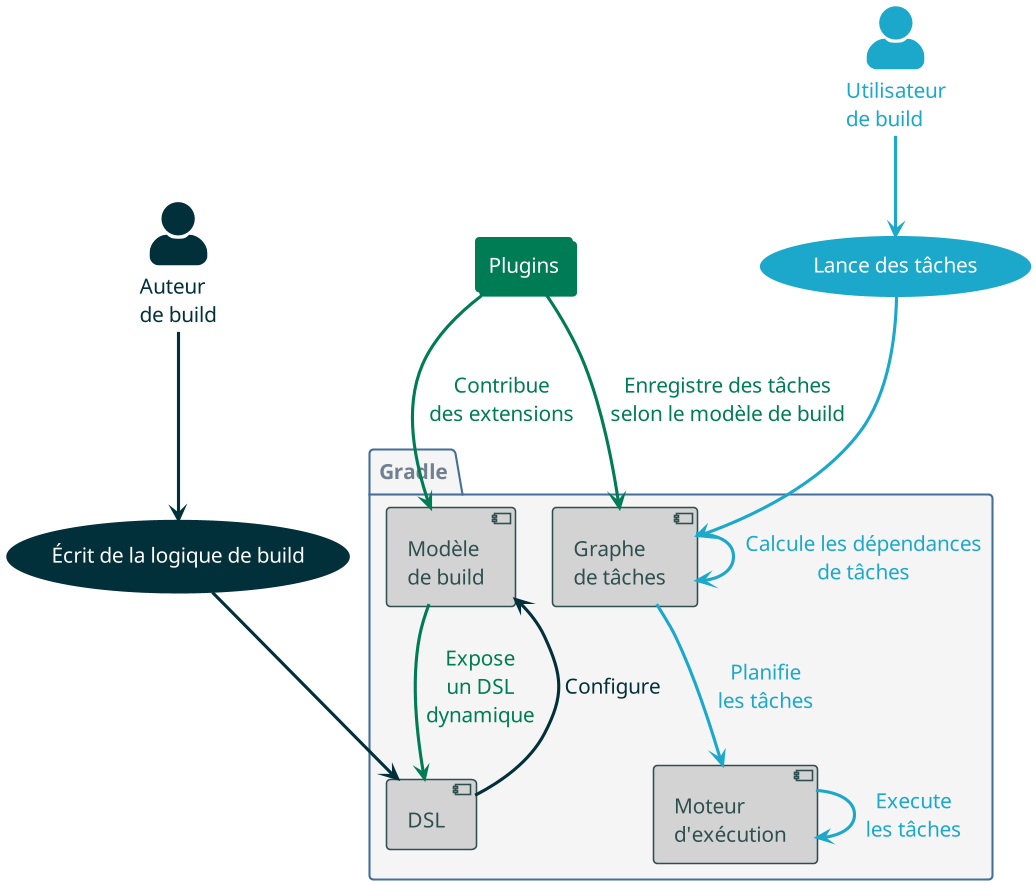 Utilisateur
de build
Auteur
de build
Plugins
Lance des tâches
Contribue
des extensions
Enregistre des tâches
selon le modèle de build
Gradle
Écrit de la logique de build
Modèle
de build
Graphe
de tâches
Calcule les dépendances
de tâches
Expose
un DSL
dynamique
Configure
Planifie
les tâches
DSL
Moteur
d'exécution
Execute
les tâches